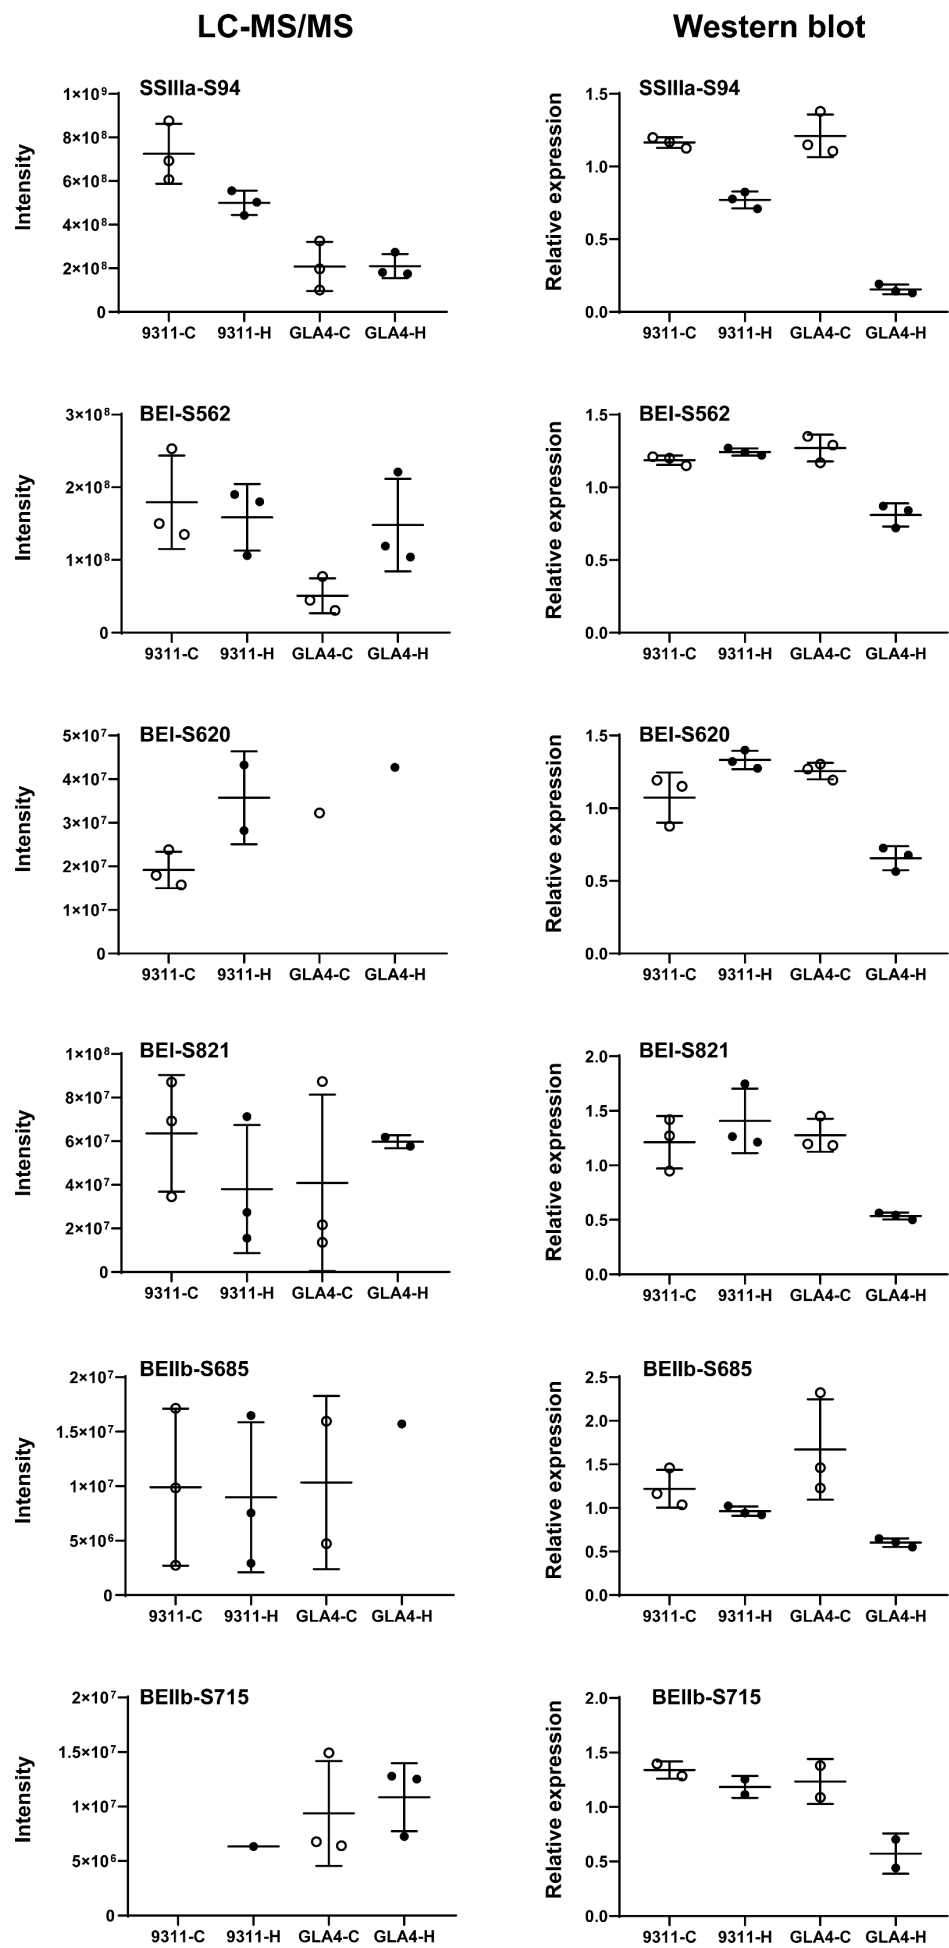 LC-MS/MS
Western blot
SSIIIa-S94
Intensity
1×10⁹
8×10⁸
6×10⁸
4×10⁸
2×10⁸
0
9311-C 9311-H GLA4-C GLA4-H
SSIIIa-S94
Relative expression
1.5
1.0
0.5
0.0
9311-C 9311-H GLA4-C GLA4-H
BEI-S562
Intensity
3×10⁸
2×10⁸
1×10⁸
0
9311-C 9311-H GLA4-C GLA4-H
BEI-S562
Relative expression
1.5
1.0
0.5
0.0
9311-C 9311-H GLA4-C GLA4-H
BEI-S620
Intensity
5×10⁷
4×10⁷
3×10⁷
2×10⁷
1×10⁷
0
9311-C 9311-H GLA4-C GLA4-H
BEI-S620
Relative expression
1.5
1.0
0.5
0.0
9311-C 9311-H GLA4-C GLA4-H
BEI-S821
Intensity
1×10⁸
8×10⁷
6×10⁷
4×10⁷
2×10⁷
0
9311-C 9311-H GLA4-C GLA4-H
BEI-S821
Relative expression
2.0
1.5
1.0
0.5
0.0
9311-C 9311-H GLA4-C GLA4-H
BEIIb-S685
Intensity
2×10⁷
1.5×10⁷
1×10⁷
5×10⁶
0
9311-C 9311-H GLA4-C GLA4-H
BEIIb-S685
Relative expression
2.5
2.0
1.5
1.0
0.5
0.0
9311-C 9311-H GLA4-C GLA4-H
BEIIb-S715
Intensity
2×10⁷
1.5×10⁷
1×10⁷
5×10⁶
0
9311-C 9311-H GLA4-C GLA4-H
BEIIb-S715
Relative expression
2.0
1.5
1.0
0.5
0.0
9311-C 9311-H GLA4-C GLA4-H